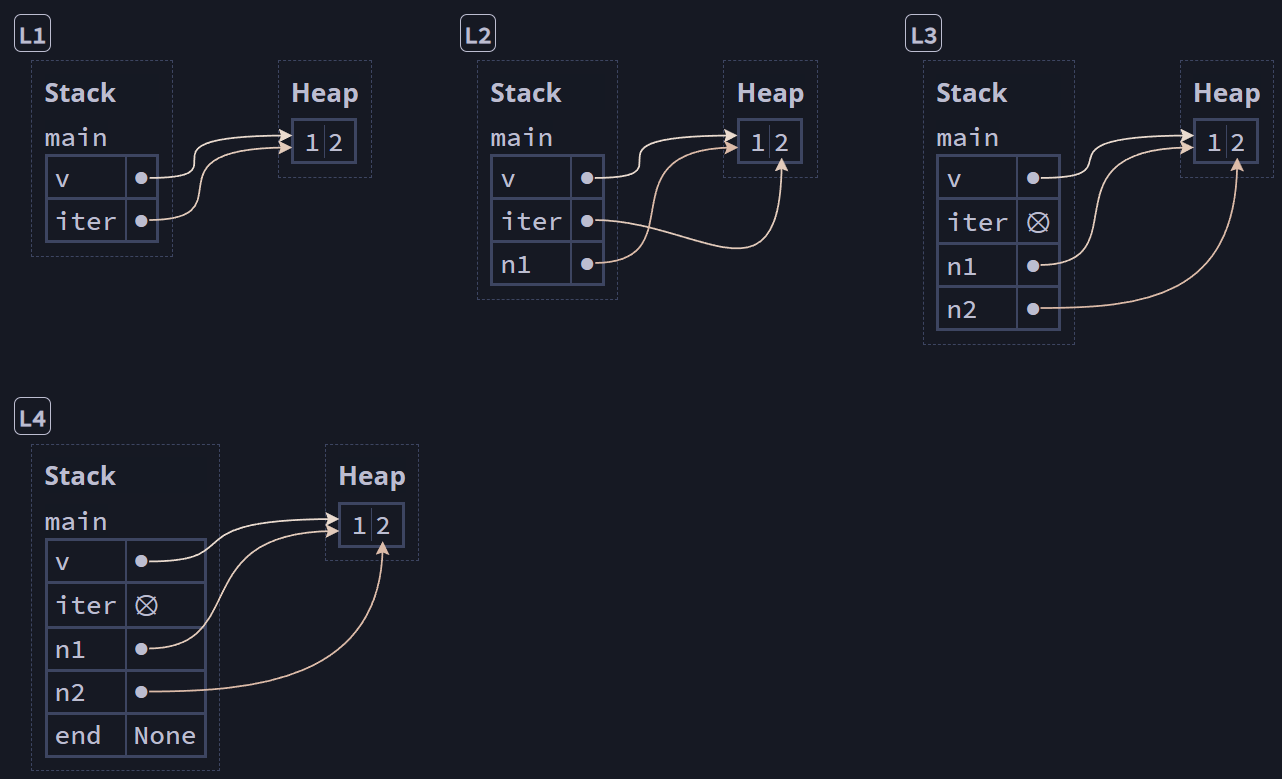 L1
Stack
Heap
main
1 2
v
iter
L2
Stack
Heap
main
1 2
v
iter
n1
L3
Stack
Heap
main
1 2
v
iter
n1
n2
L4
Stack
Heap
main
1 2
v
iter
n1
n2
end None